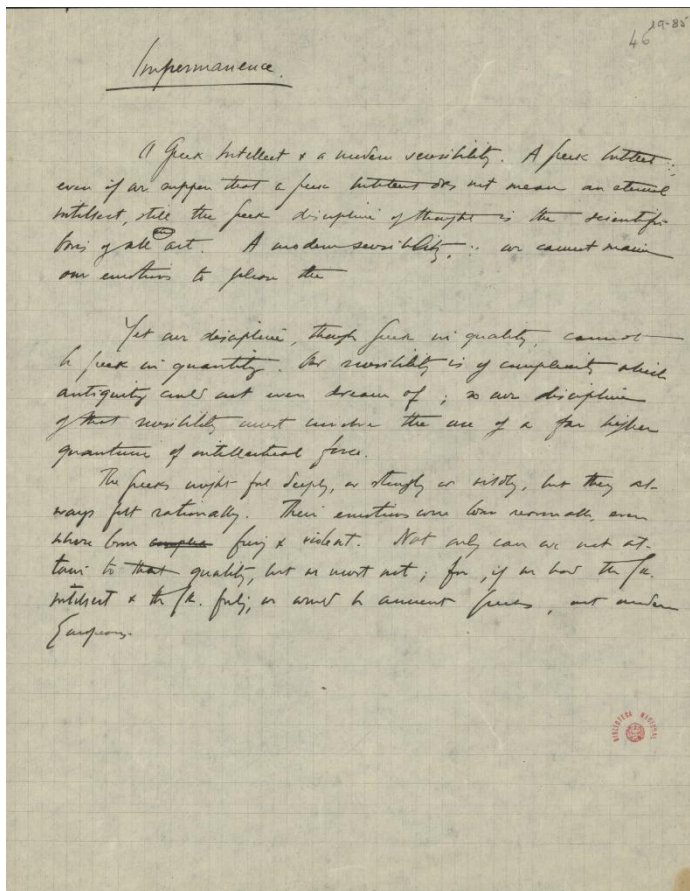 19-85
46
Impermanence.
A Greek intellect & a modern sensibility. A Greek intellect:
even if we suppose that a Greek intellect does not mean an eternal
intellect, still the Greek discipline of thought is the scientific
basis of all art. A modern sensibility, : we cannot
our emotions to please the
Yet our discipline, though Greek in quality, cannot
be Greek in quantity. Our sensibility is of complexity which
antiquity could not even dream of; so our discipline
of that sensibility must involve the use of a far higher
quantum of intellectual force.
The Greeks might feel deeply, or strongly or wildly, but they al-
ways felt rationally. Their emotions were born reasonable, even
where born feeling & violent. Not only can we not at-
tain to that quality, but we must not; for, if we had the Gk.
intellect & the Gk. feeling, we would be ancient Greeks, not modern
Europeans.
BIBLIOTECA NACIONAL